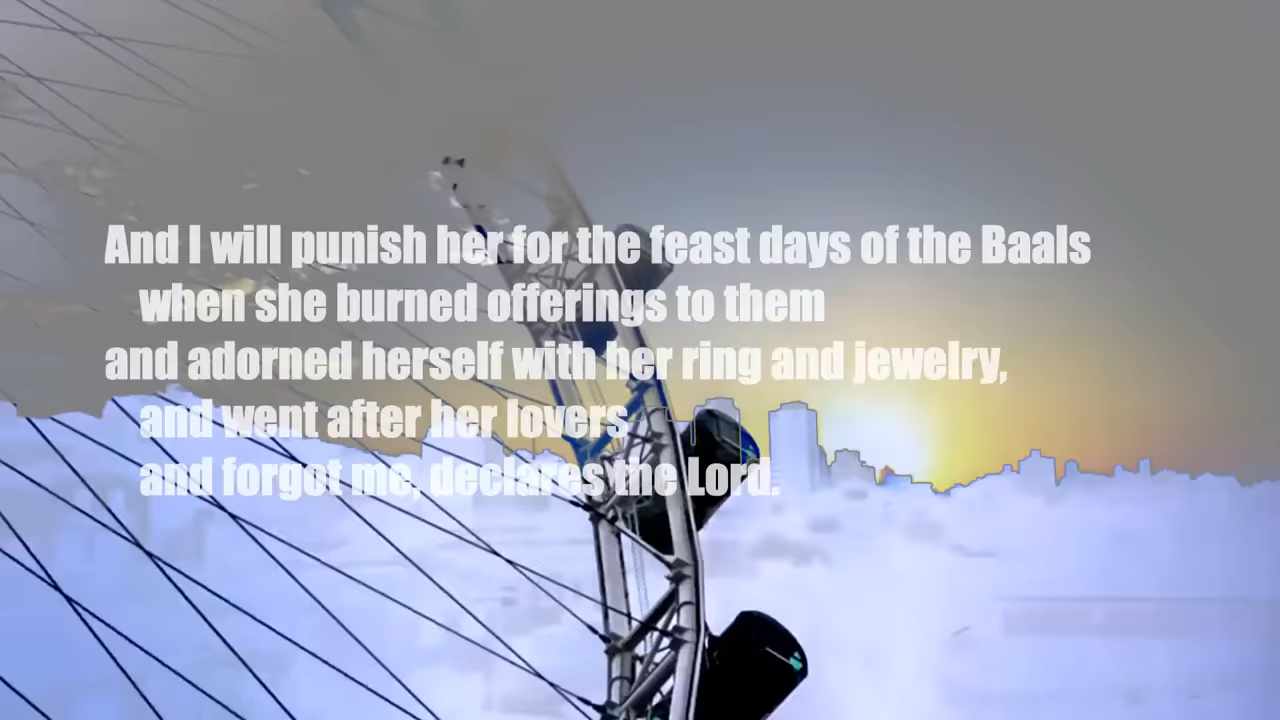 And I will punish her for the feast days of the Baals
when she burned offerings to them
and adorned herself with her ring and jewelry,
and went after her lovers
and forgot me, declares the Lord.